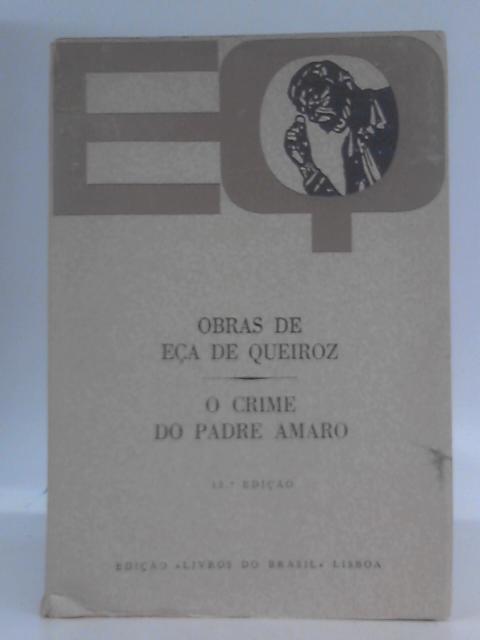 EQ
OBRAS DE
EÇA DE QUEIROZ
O CRIME
DO PADRE AMARO
EDIÇÃO
EDIÇÃO «LIVROS DO BRASIL» LISBOA